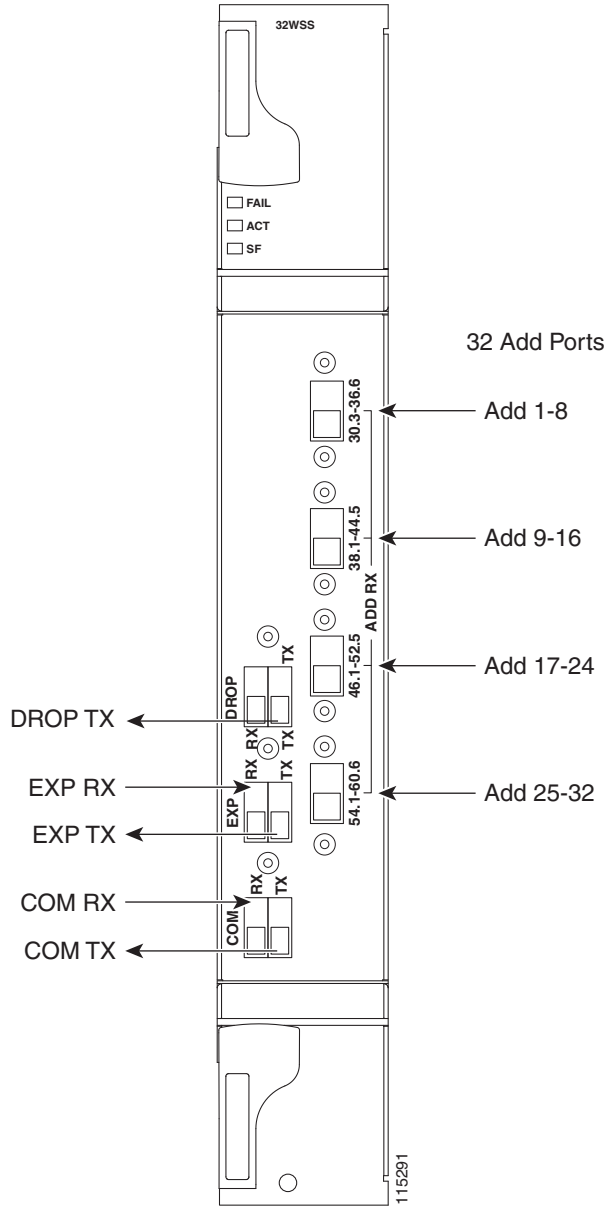 32WSS
FAIL
ACT
SF
32 Add Ports
30.3-36.6
Add 1-8
38.1-44.5
Add 9-16
ADD RX
46.1-52.5
Add 17-24
54.1-60.6
Add 25-32
TX
DROP
RX
TX
DROP TX
RX
TX
EXP
EXP RX
EXP TX
RX
TX
COM
COM RX
COM TX
115291